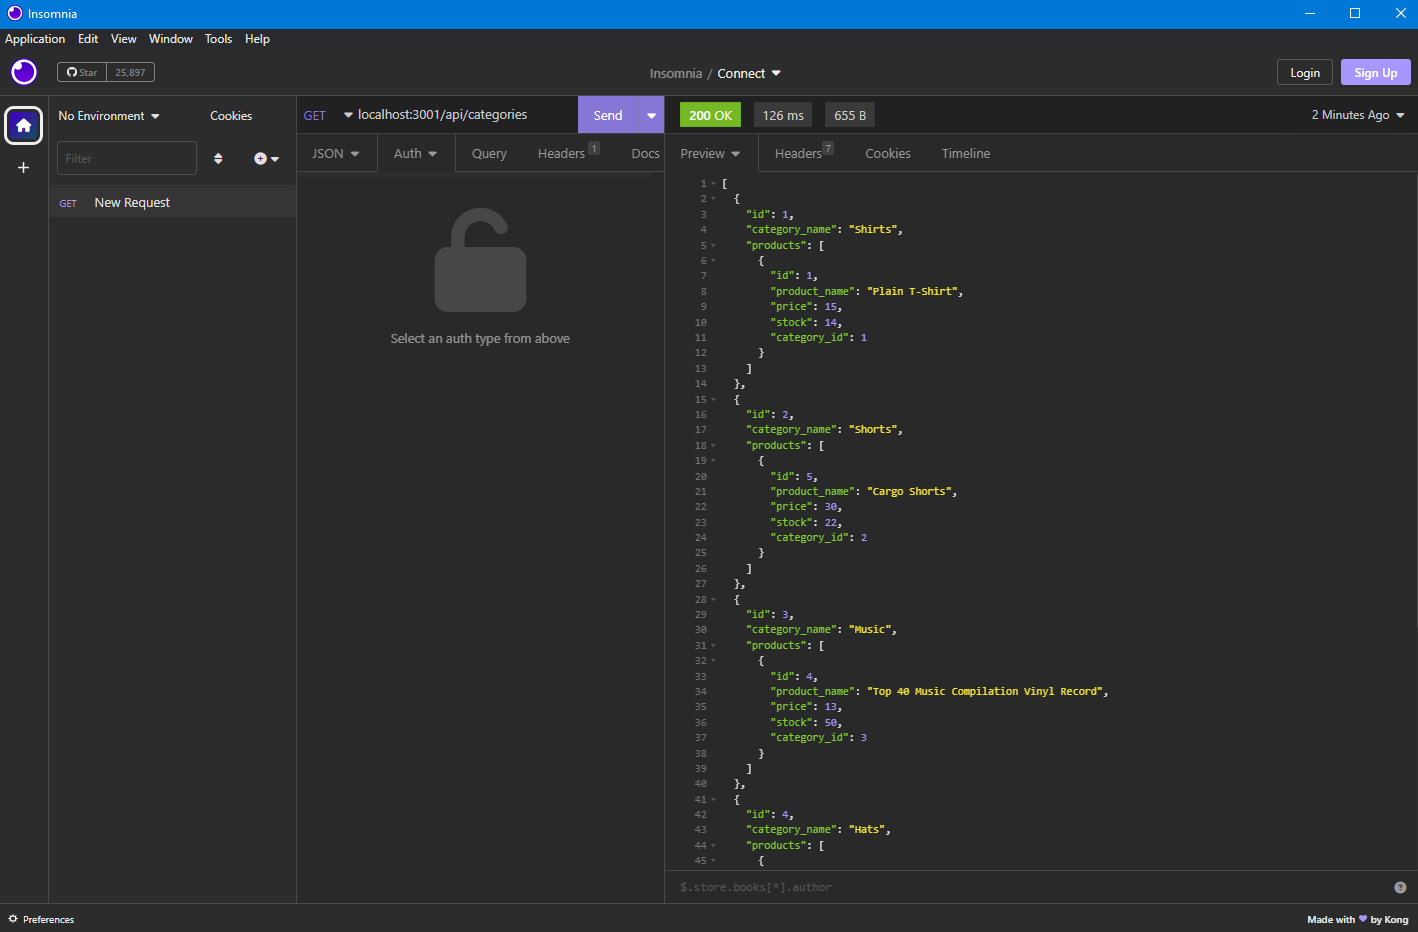 Insomnia
Application Edit View Window Tools Help
Star 25,897
Insomnia / Connect
Login Sign Up
No Environment Cookies
Filter
GET New Request
GET localhost:3001/api/categories Send
JSON Auth Query Headers 1 Docs
Select an auth type from above
200 OK 126 ms 655 B 2 Minutes Ago
Preview Headers 7 Cookies Timeline
1 [
2 {
3 "id": 1,
4 "category_name": "Shirts",
5 "products": [
6 {
7 "id": 1,
8 "product_name": "Plain T-Shirt",
9 "price": 15,
10 "stock": 14,
11 "category_id": 1
12 }
13 ]
14 },
15 {
16 "id": 2,
17 "category_name": "Shorts",
18 "products": [
19 {
20 "id": 5,
21 "product_name": "Cargo Shorts",
22 "price": 30,
23 "stock": 22,
24 "category_id": 2
25 }
26 ]
27 },
28 {
29 "id": 3,
30 "category_name": "Music",
31 "products": [
32 {
33 "id": 4,
34 "product_name": "Top 40 Music Compilation Vinyl Record",
35 "price": 13,
36 "stock": 50,
37 "category_id": 3
38 }
39 ]
40 },
41 {
42 "id": 4,
43 "category_name": "Hats",
44 "products": [
45 {
$.store.books[*].author
Preferences
Made with 💜 by Kong